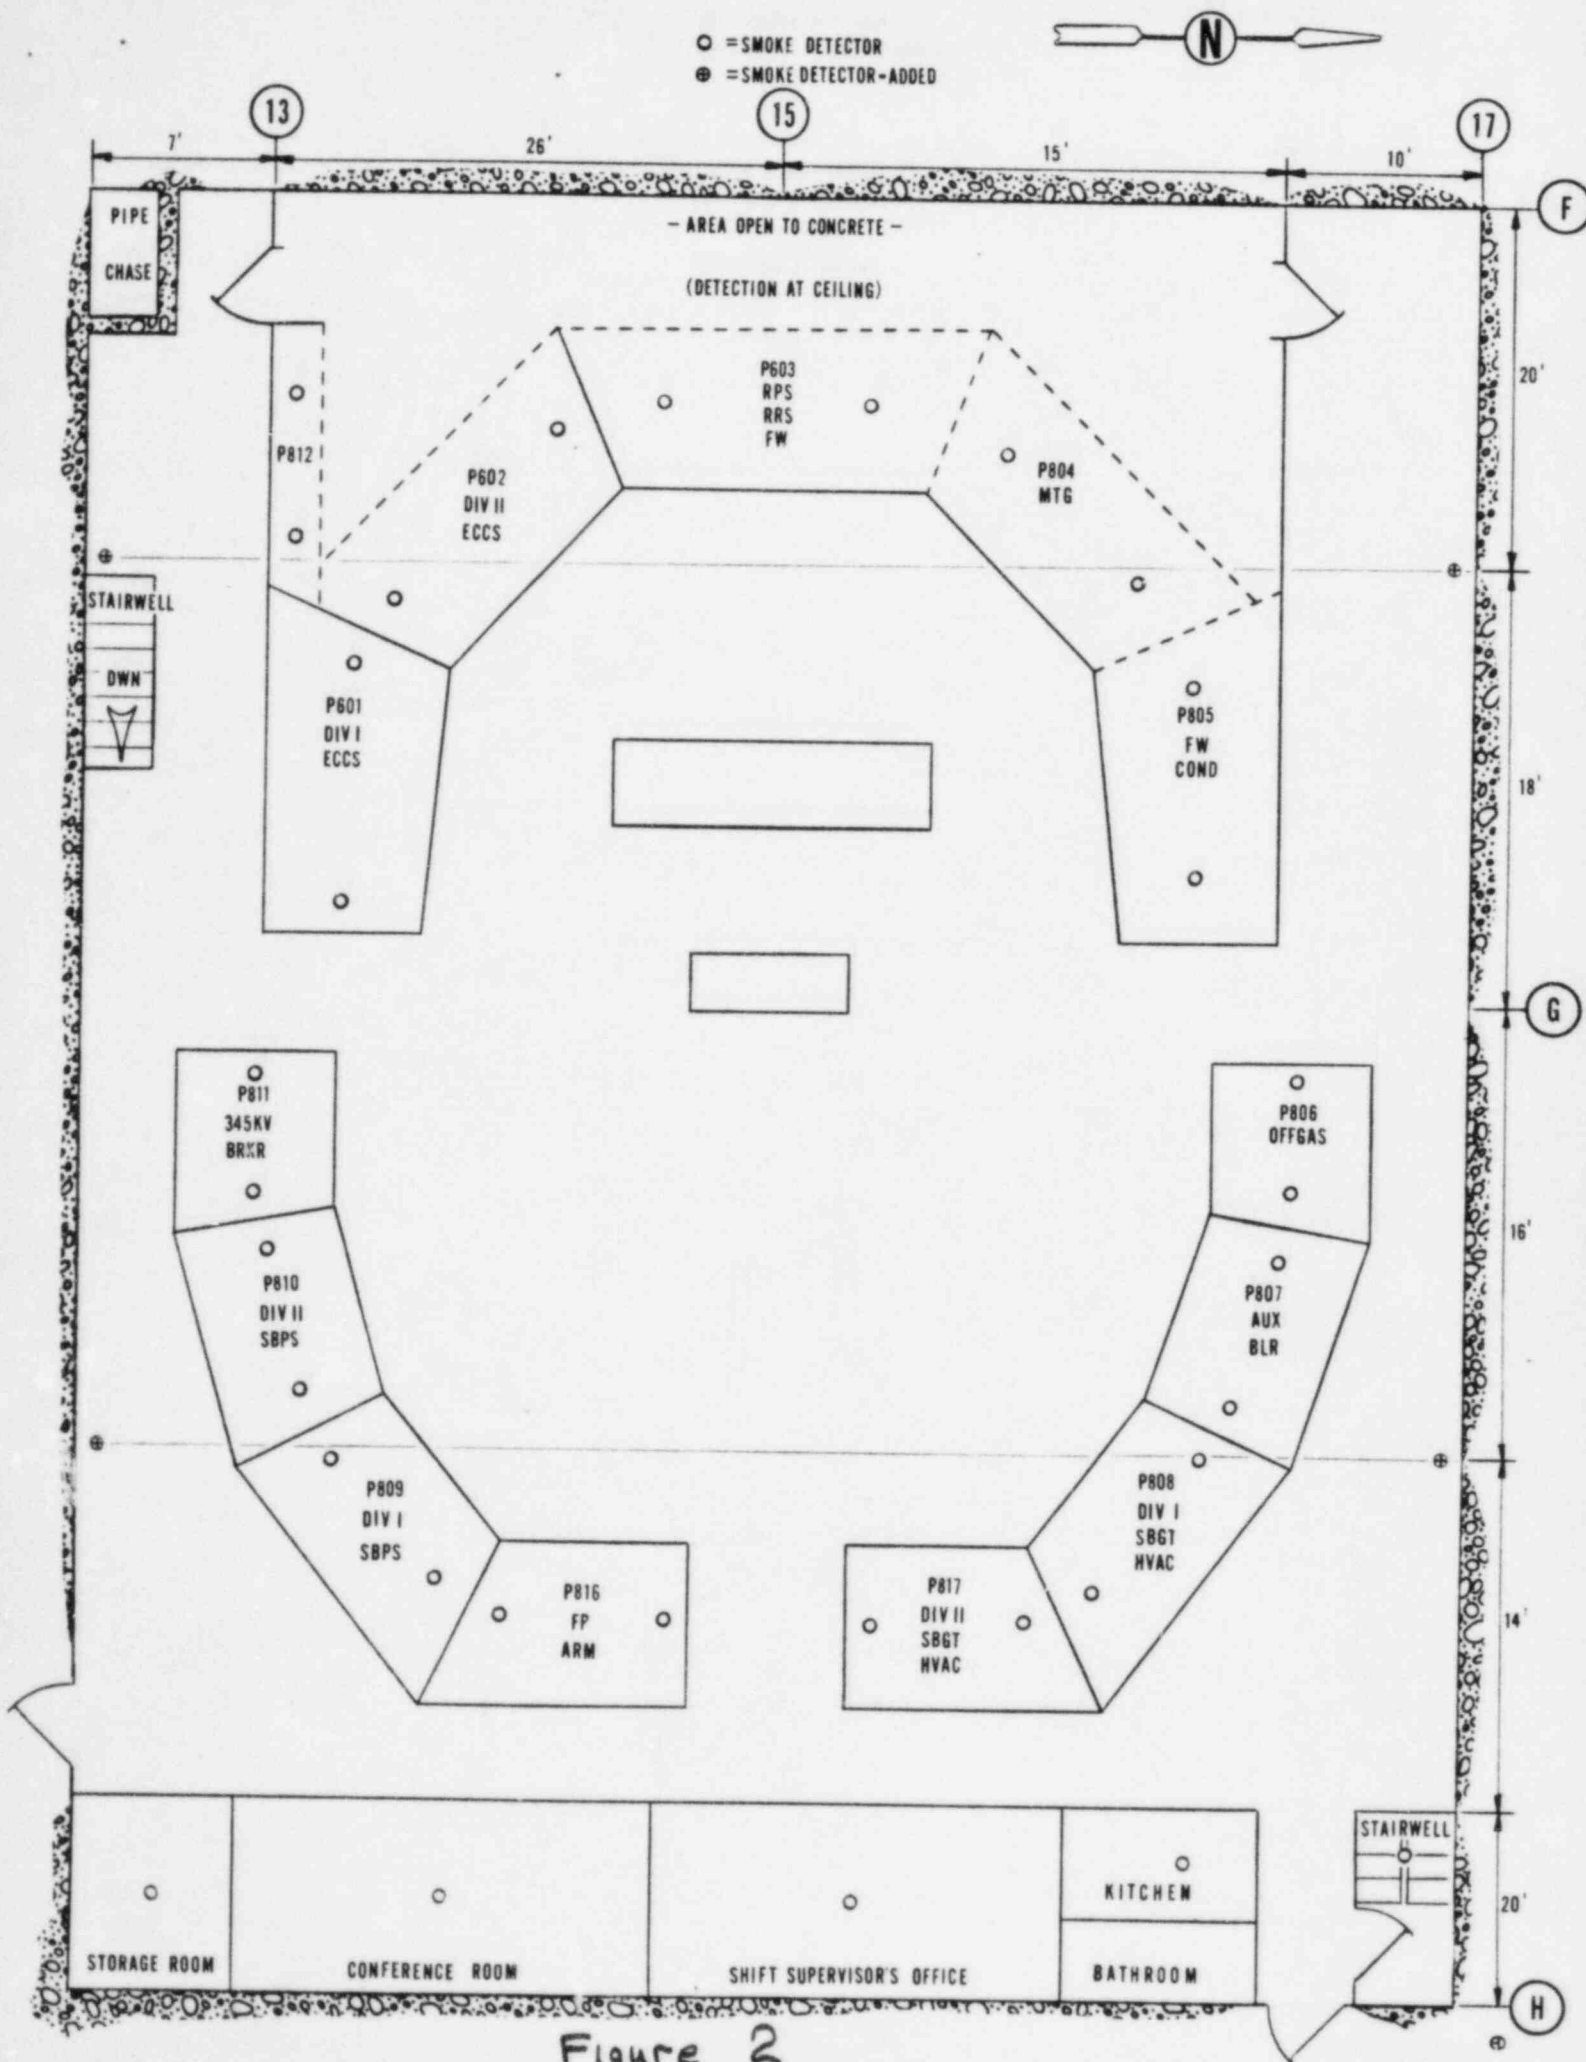 = SMOKE DETECTOR
= SMOKE DETECTOR-ADDED
N
13
15
17
7'
26'
15'
10'
F
PIPE
CHASE
- AREA OPEN TO CONCRETE -
(DETECTION AT CEILING)
20'
P603
RPS
RRS
FW
P812
P602
DIV II
ECCS
P804
MTG
STAIRWELL
DWN
P601
DIV I
ECCS
P805
FW
COND
18'
G
P811
345KV
BRKR
P806
OFFGAS
16'
P810
DIV II
SBPS
P807
AUX
BLR
P809
DIV I
SBPS
P808
DIV I
SBGT
HVAC
P816
FP
ARM
P817
DIV II
SBGT
HVAC
14'
STAIRWELL
KITCHEN
20'
STORAGE ROOM
CONFERENCE ROOM
SHIFT SUPERVISOR'S OFFICE
BATHROOM
H
Figure 2